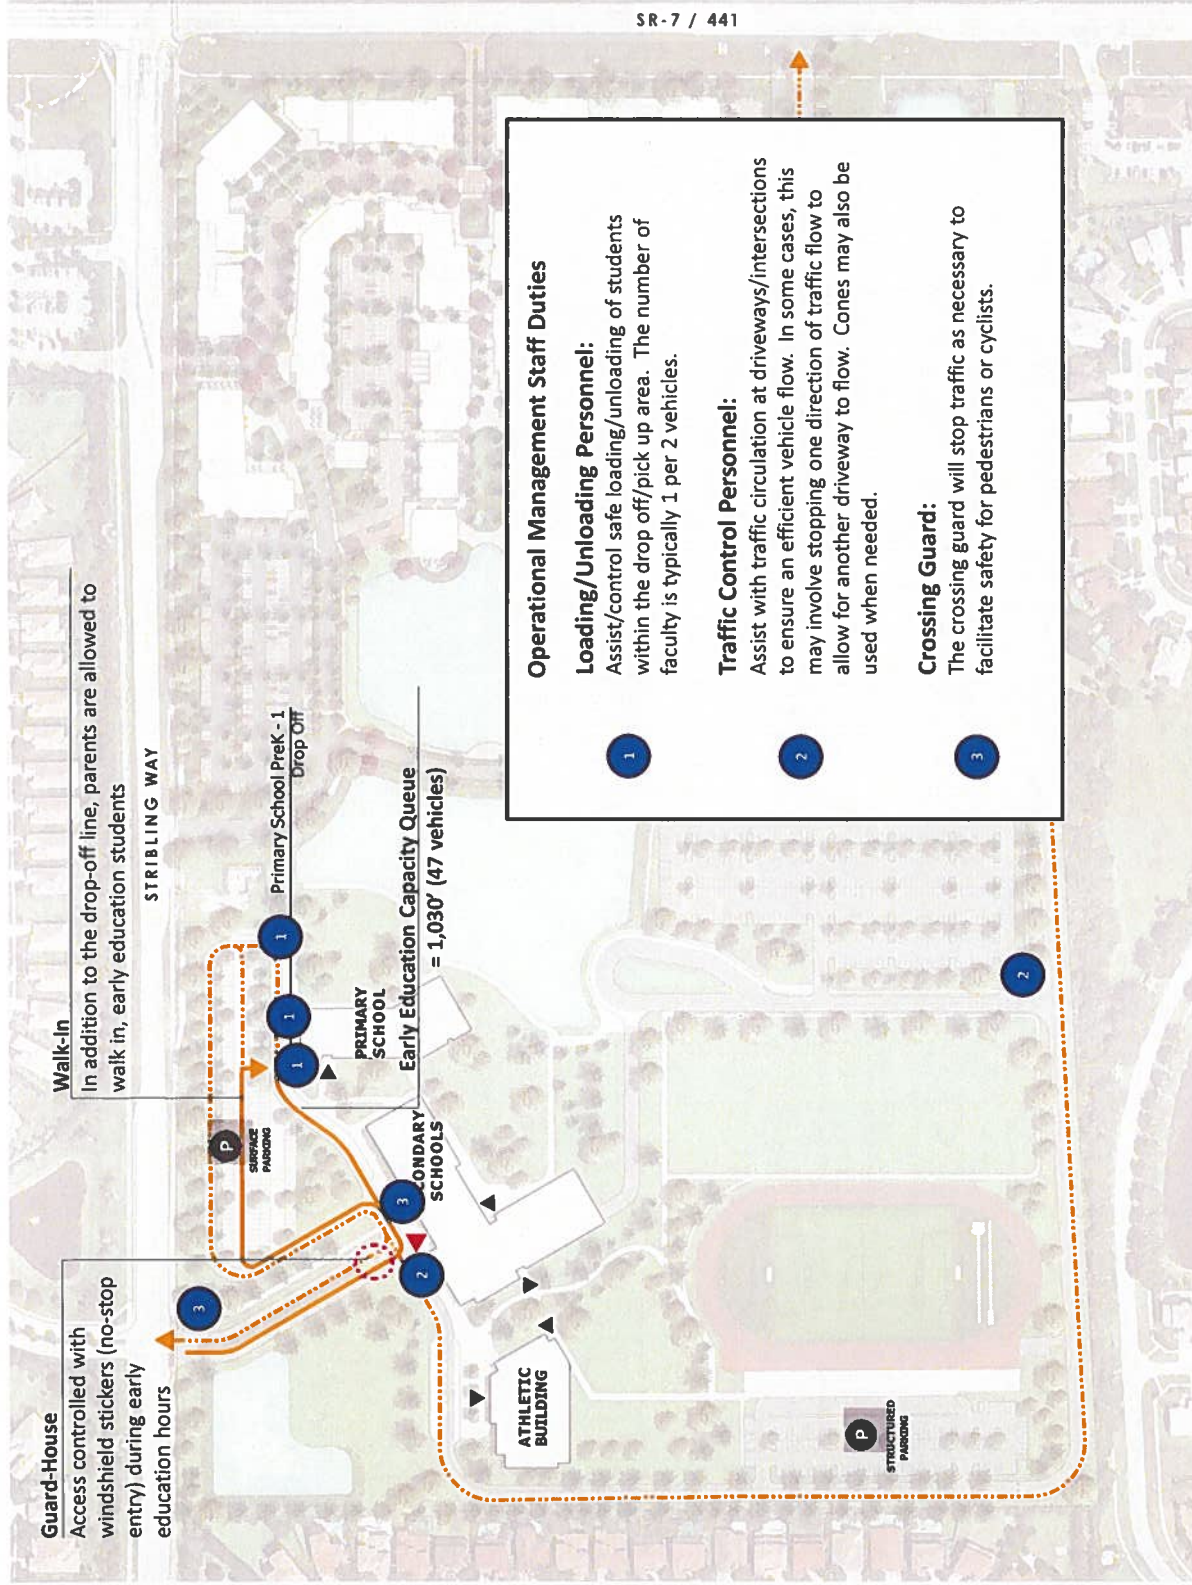 SR-7 / 441
Guard-House
Access controlled with
windshield stickers (no-stop
entry) during early
education hours
Walk-In
In addition to the drop-off line, parents are allowed to
walk in, early education students
STRIBLING WAY
Primary School PreK - 1
Drop Off
Early Education Capacity Queue
= 1,030' (47 vehicles)
P
SURFACE
PARKING
1
1
1
PRIMARY
SCHOOL
3
3
2
CONDARY
SCHOOLS
ATHLETIC
BUILDING
P
STRUCTURED
PARKING
2
Operational Management Staff Duties
1
Loading/Unloading Personnel:
Assist/control safe loading/unloading of students
within the drop off/pick up area. The number of
faculty is typically 1 per 2 vehicles.
2
Traffic Control Personnel:
Assist with traffic circulation at driveways/intersections
to ensure an efficient vehicle flow. In some cases, this
may involve stopping one direction of traffic flow to
allow for another driveway to flow. Cones may also be
used when needed.
3
Crossing Guard:
The crossing guard will stop traffic as necessary to
facilitate safety for pedestrians or cyclists.